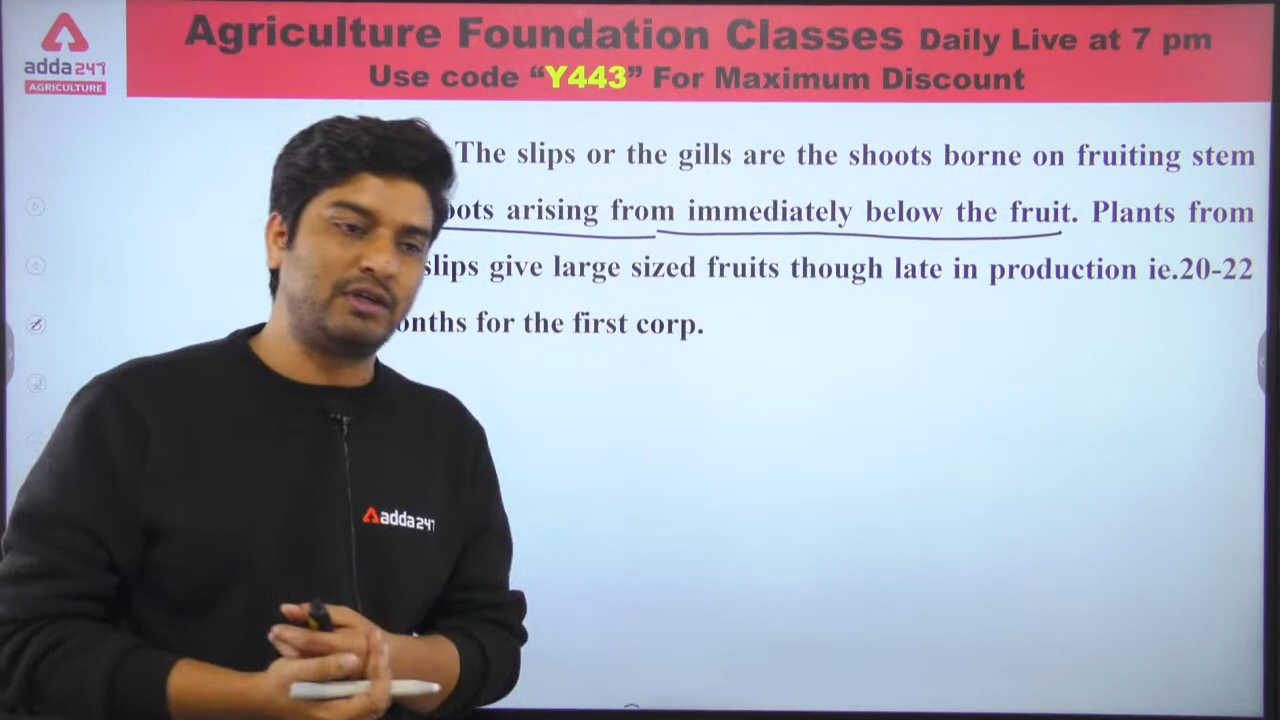 Agriculture Foundation Classes Daily Live at 7 pm
Use code “Y443” For Maximum Discount
adda247
AGRICULTURE
The slips or the gills are the shoots borne on fruiting stem
arising from immediately below the fruit. Plants from
slips give large sized fruits though late in production ie.20-22
for the first corp.
adda247